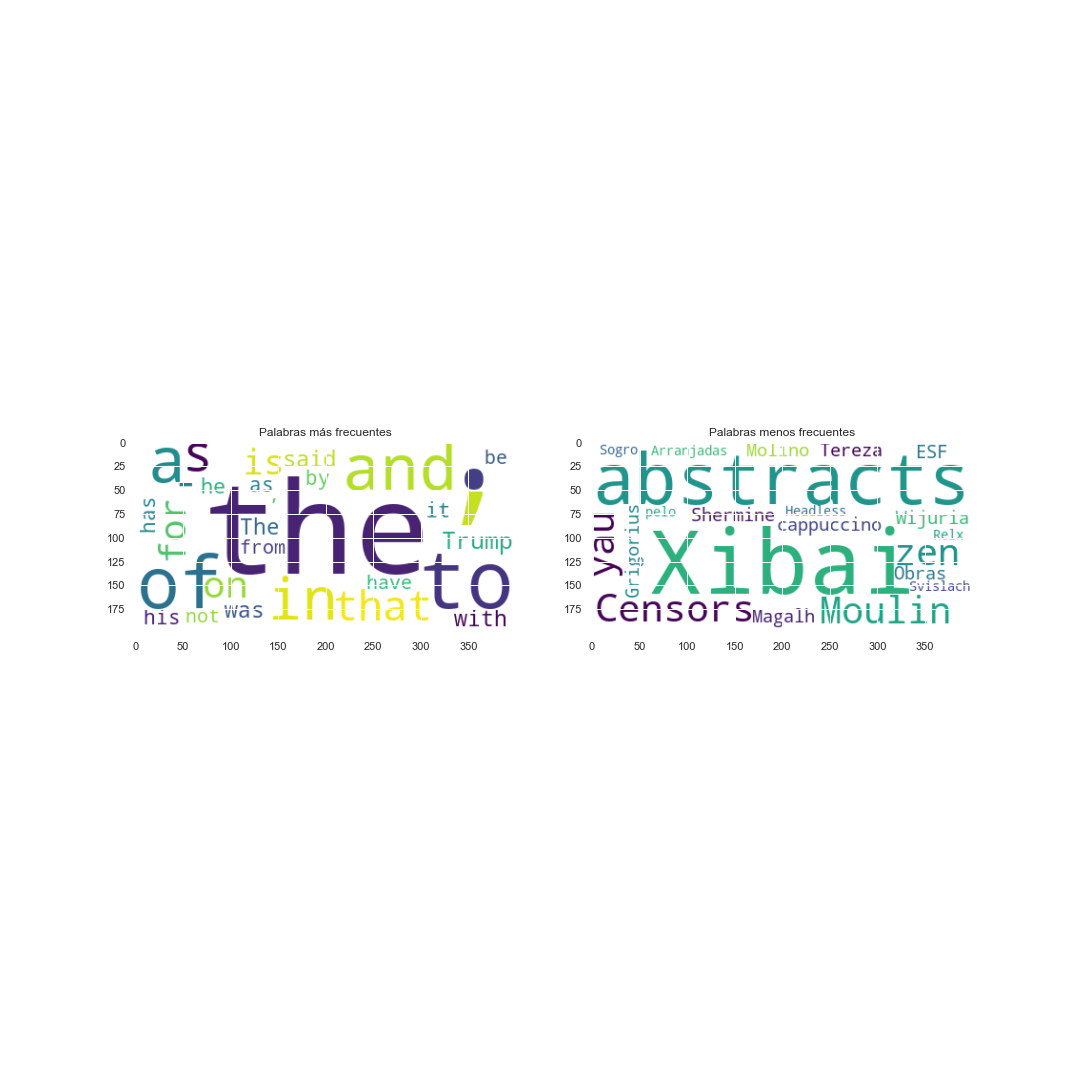 Palabras más frecuentes
0
25
50
75
100
125
150
175
0 50 100 150 200 250 300 350
as is said and be
he as by
has for the , it
The
from
Trump
of on in have that to
his not was with
Palabras menos frecuentes
0
25
50
75
100
125
150
175
0 50 100 150 200 250 300 350
Sogro Arranjadas Molino Tereza ESF
abstracts
pelo Shermine Headless cappuccino Wijuria
Relx
yau Grigorius Xibai zen
Obras
Svislach
Censors Magalh Moulin